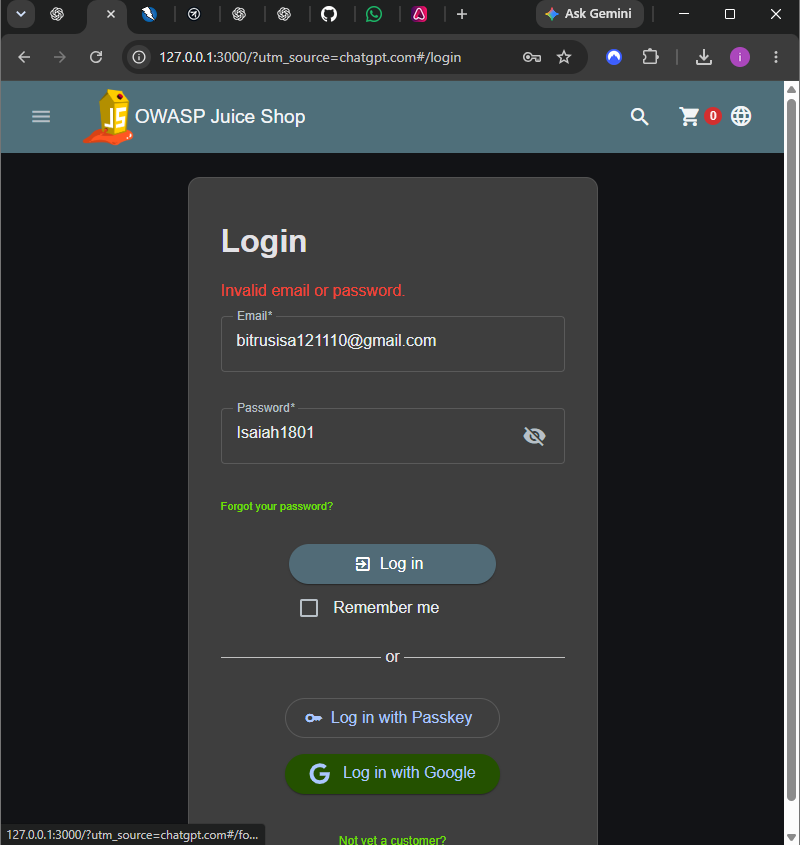 Ask Gemini
127.0.0.1:3000/?utm_source=chatgpt.com#/login
i
JS
OWASP Juice Shop
0
Login
Invalid email or password.
Email*
bitrusisa121110@gmail.com
Password*
Isaiah1801
Forgot your password?
Log in
Remember me
or
Log in with Passkey
G Log in with Google
Not yet a customer?
127.0.0.1:3000/?utm_source=chatgpt.com#/fo...